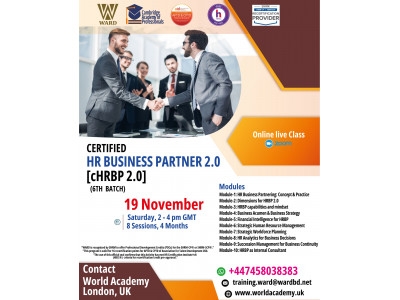 WARD
Cambridge
Academy of
Professionals
h
PROVIDER
Online live Class
zoom
CERTIFIED
HR BUSINESS PARTNER 2.0
[cHRBP 2.0]
(6TH BATCH)
19 November
Saturday, 2 - 4 pm GMT
8 Sessions, 4 Months
Modules
Module-1: HR Business Partnering: Concept & Practice
Module-2: Dimensions for HRBP 2.0
Module-3: HRBP capabilities and mindset
Module-4: Business Acumen & Business Strategy
Module-5: Financial Intelligence for HRBP
Module-6: Strategic Human Resource Management
Module-7: Strategic Workforce Planning
Module-8: HR Analytics for Business Decisions
Module-9: Succession Management for Business Continuity
Module-10: HRBP as Internal Consultant
Contact
World Academy
London, UK
+447458038383
training.ward@wardbd.net
www.worldacademy.uk